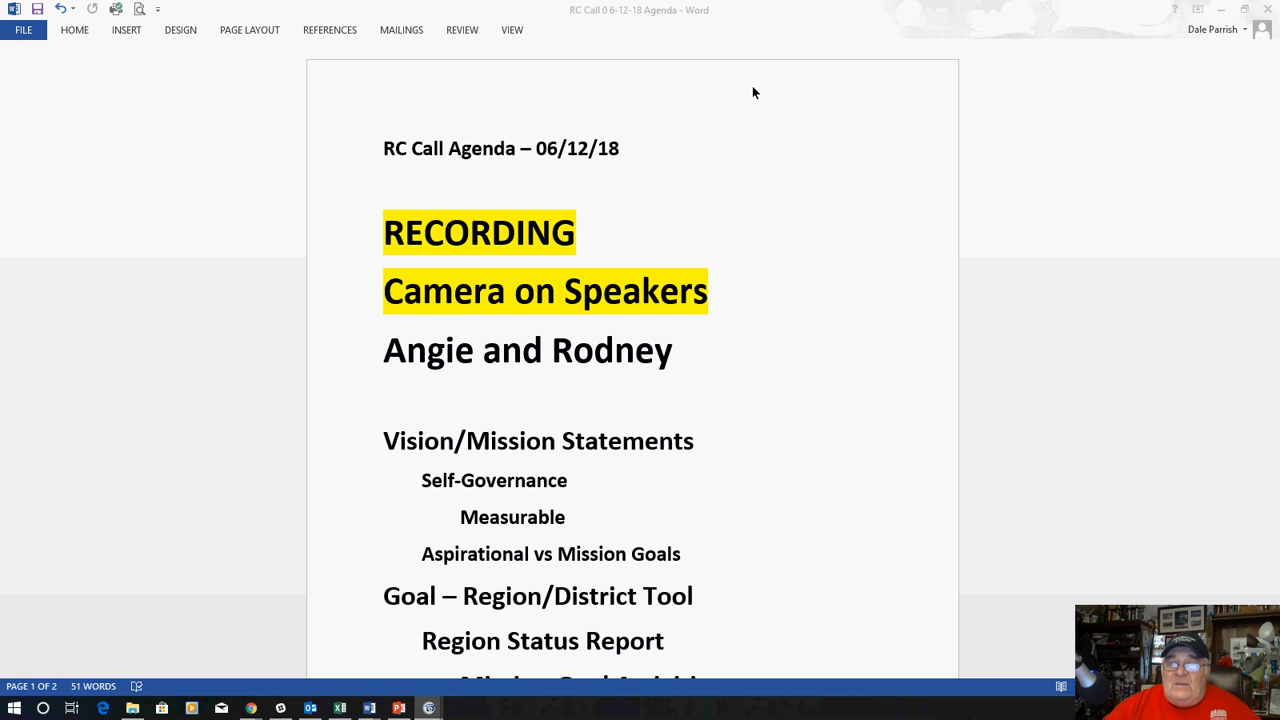 RC Call 0 6-12-18 Agenda - Word
FILE HOME INSERT DESIGN PAGE LAYOUT REFERENCES MAILINGS REVIEW VIEW
Dale Parrish
RC Call Agenda – 06/12/18
RECORDING
Camera on Speakers
Angie and Rodney
Vision/Mission Statements
Self-Governance
Measurable
Aspirational vs Mission Goals
Goal – Region/District Tool
Region Status Report
PAGE 1 OF 2 51 WORDS